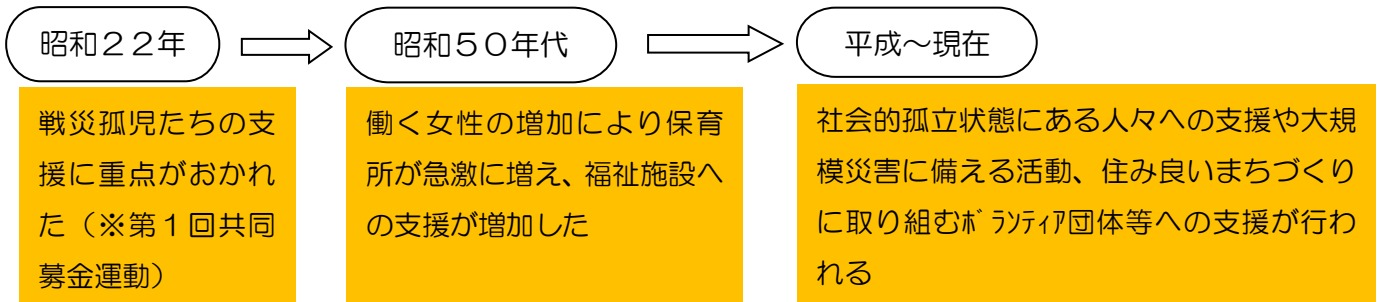 昭和２２年
戦災孤児たちの支
援に重点がおかれ
た（※第１回共同
募金運動）
昭和５０年代
働く女性の増加により保育
所が急激に増え、福祉施設へ
の支援が増加した
平成～現在
社会的孤立状態にある人々への支援や大規
模災害に備える活動、住み良いまちづくり
に取り組むﾎﾞﾗﾝﾃｨｱ団体等への支援が行わ
れる